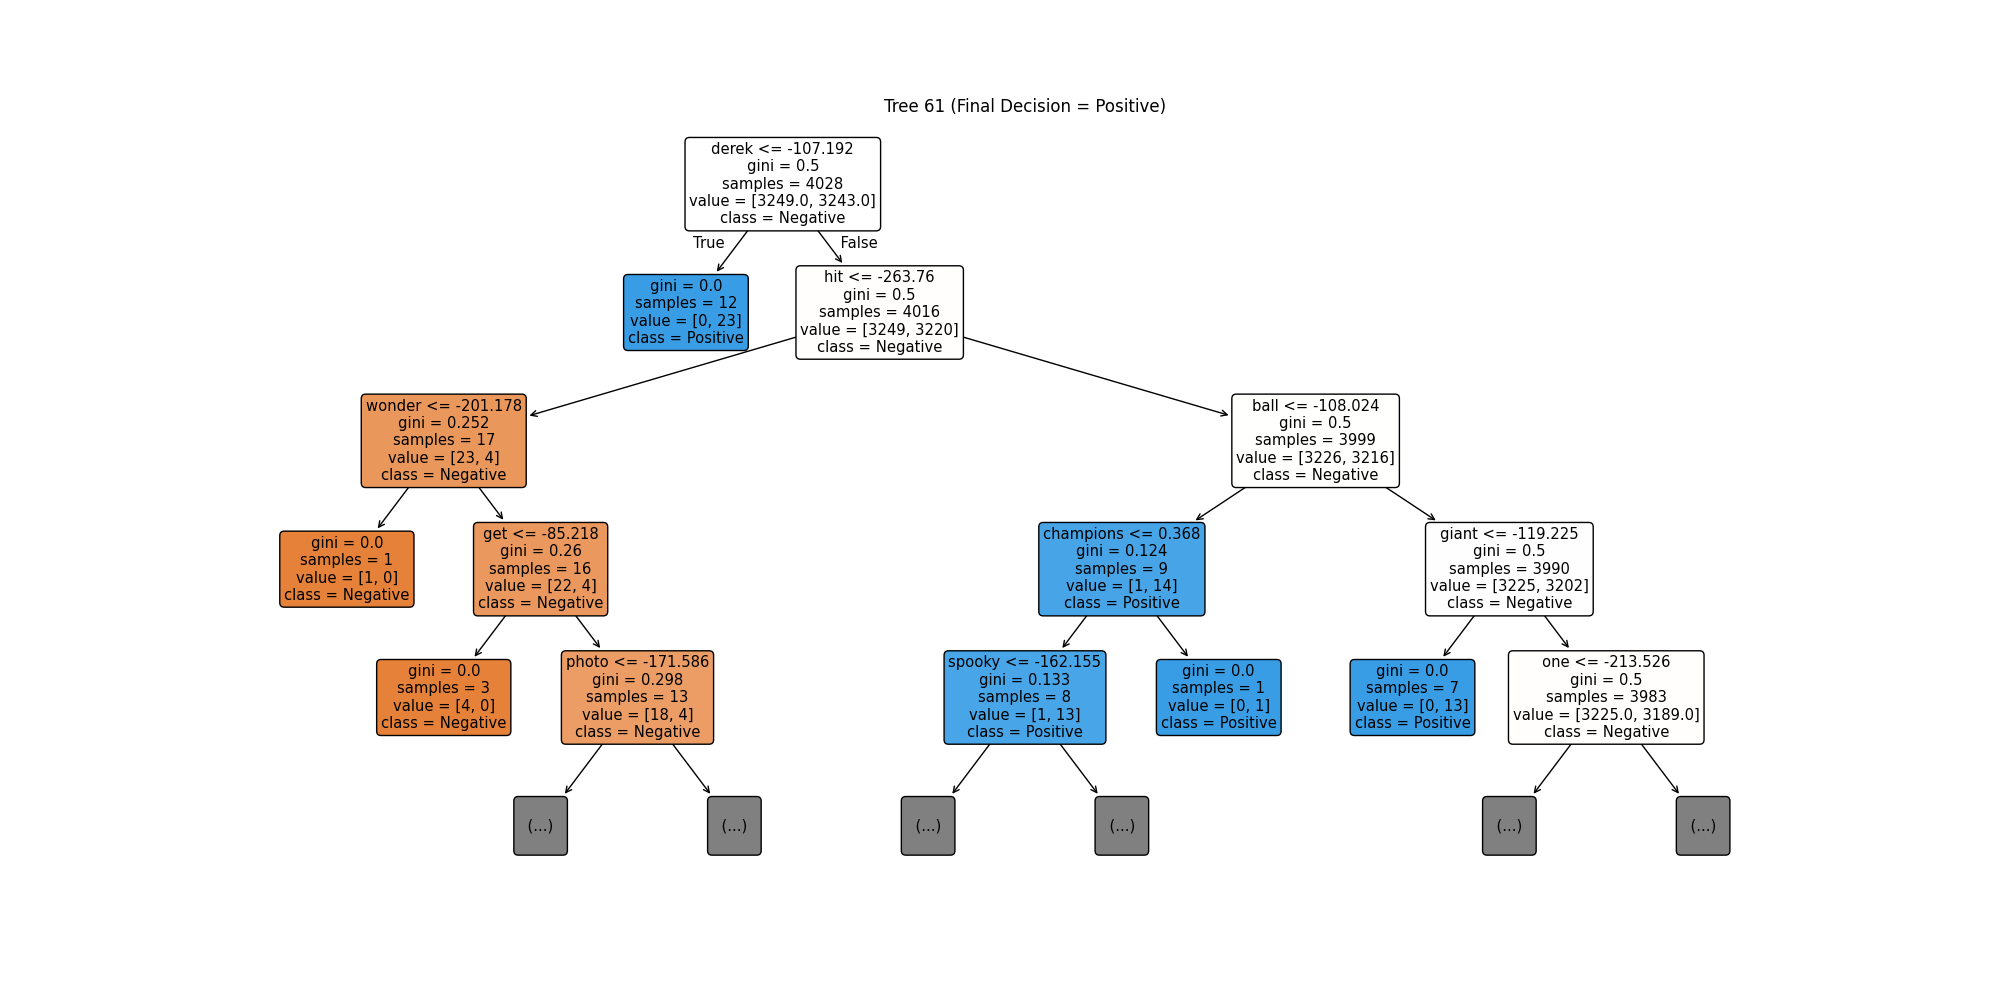 Tree 61 (Final Decision = Positive)
derek <= -107.192
gini = 0.5
samples = 4028
value = [3249.0, 3243.0]
class = Negative
True
False
gini = 0.0
samples = 12
value = [0, 23]
class = Positive
hit <= -263.76
gini = 0.5
samples = 4016
value = [3249, 3220]
class = Negative
wonder <= -201.178
gini = 0.252
samples = 17
value = [23, 4]
class = Negative
ball <= -108.024
gini = 0.5
samples = 3999
value = [3226, 3216]
class = Negative
gini = 0.0
samples = 1
value = [1, 0]
class = Negative
get <= -85.218
gini = 0.26
samples = 16
value = [22, 4]
class = Negative
champions <= 0.368
gini = 0.124
samples = 9
value = [1, 14]
class = Positive
giant <= -119.225
gini = 0.5
samples = 3990
value = [3225, 3202]
class = Negative
gini = 0.0
samples = 3
value = [4, 0]
class = Negative
photo <= -171.586
gini = 0.298
samples = 13
value = [18, 4]
class = Negative
spooky <= -162.155
gini = 0.133
samples = 8
value = [1, 13]
class = Positive
gini = 0.0
samples = 1
value = [0, 1]
class = Positive
gini = 0.0
samples = 7
value = [0, 13]
class = Positive
one <= -213.526
gini = 0.5
samples = 3983
value = [3225.0, 3189.0]
class = Negative
(...)
(...)
(...)
(...)
(...)
(...)